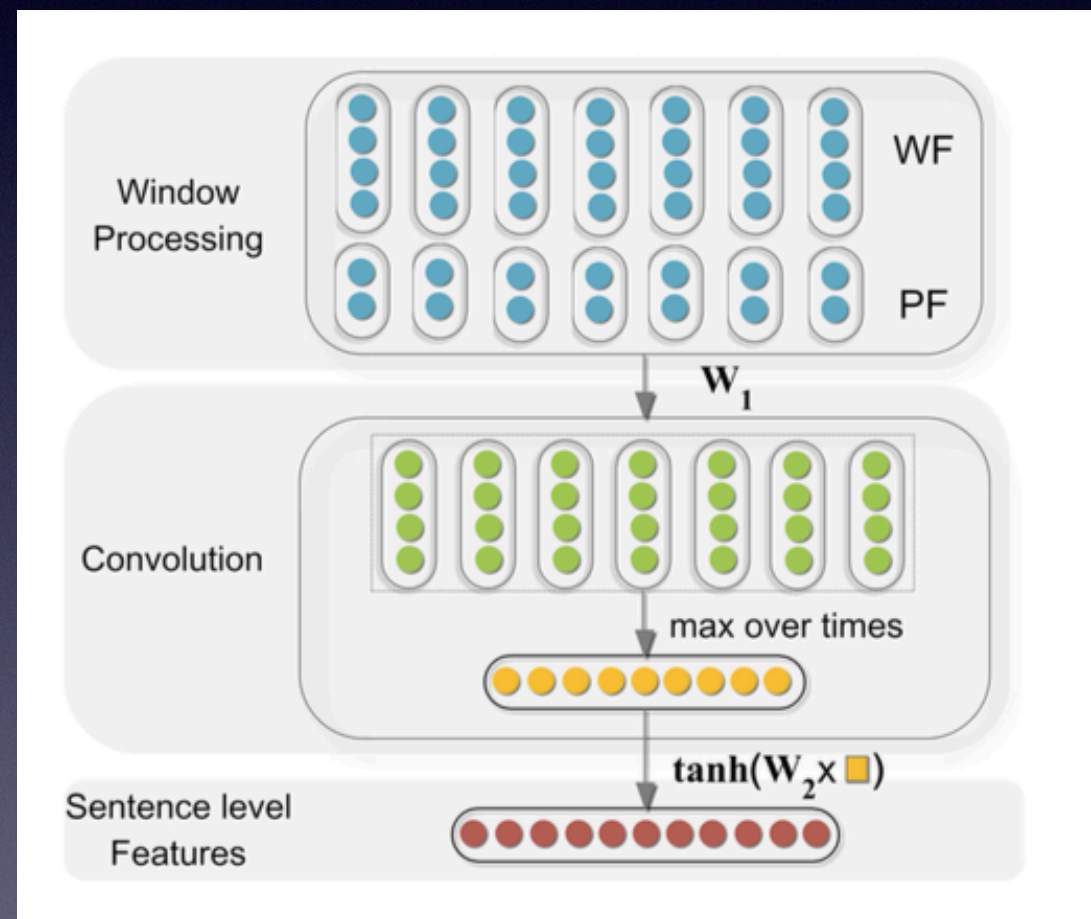 Window
Processing
WF
PF
W1
Convolution
max over times
tanh(W2x )
Sentence level
Features